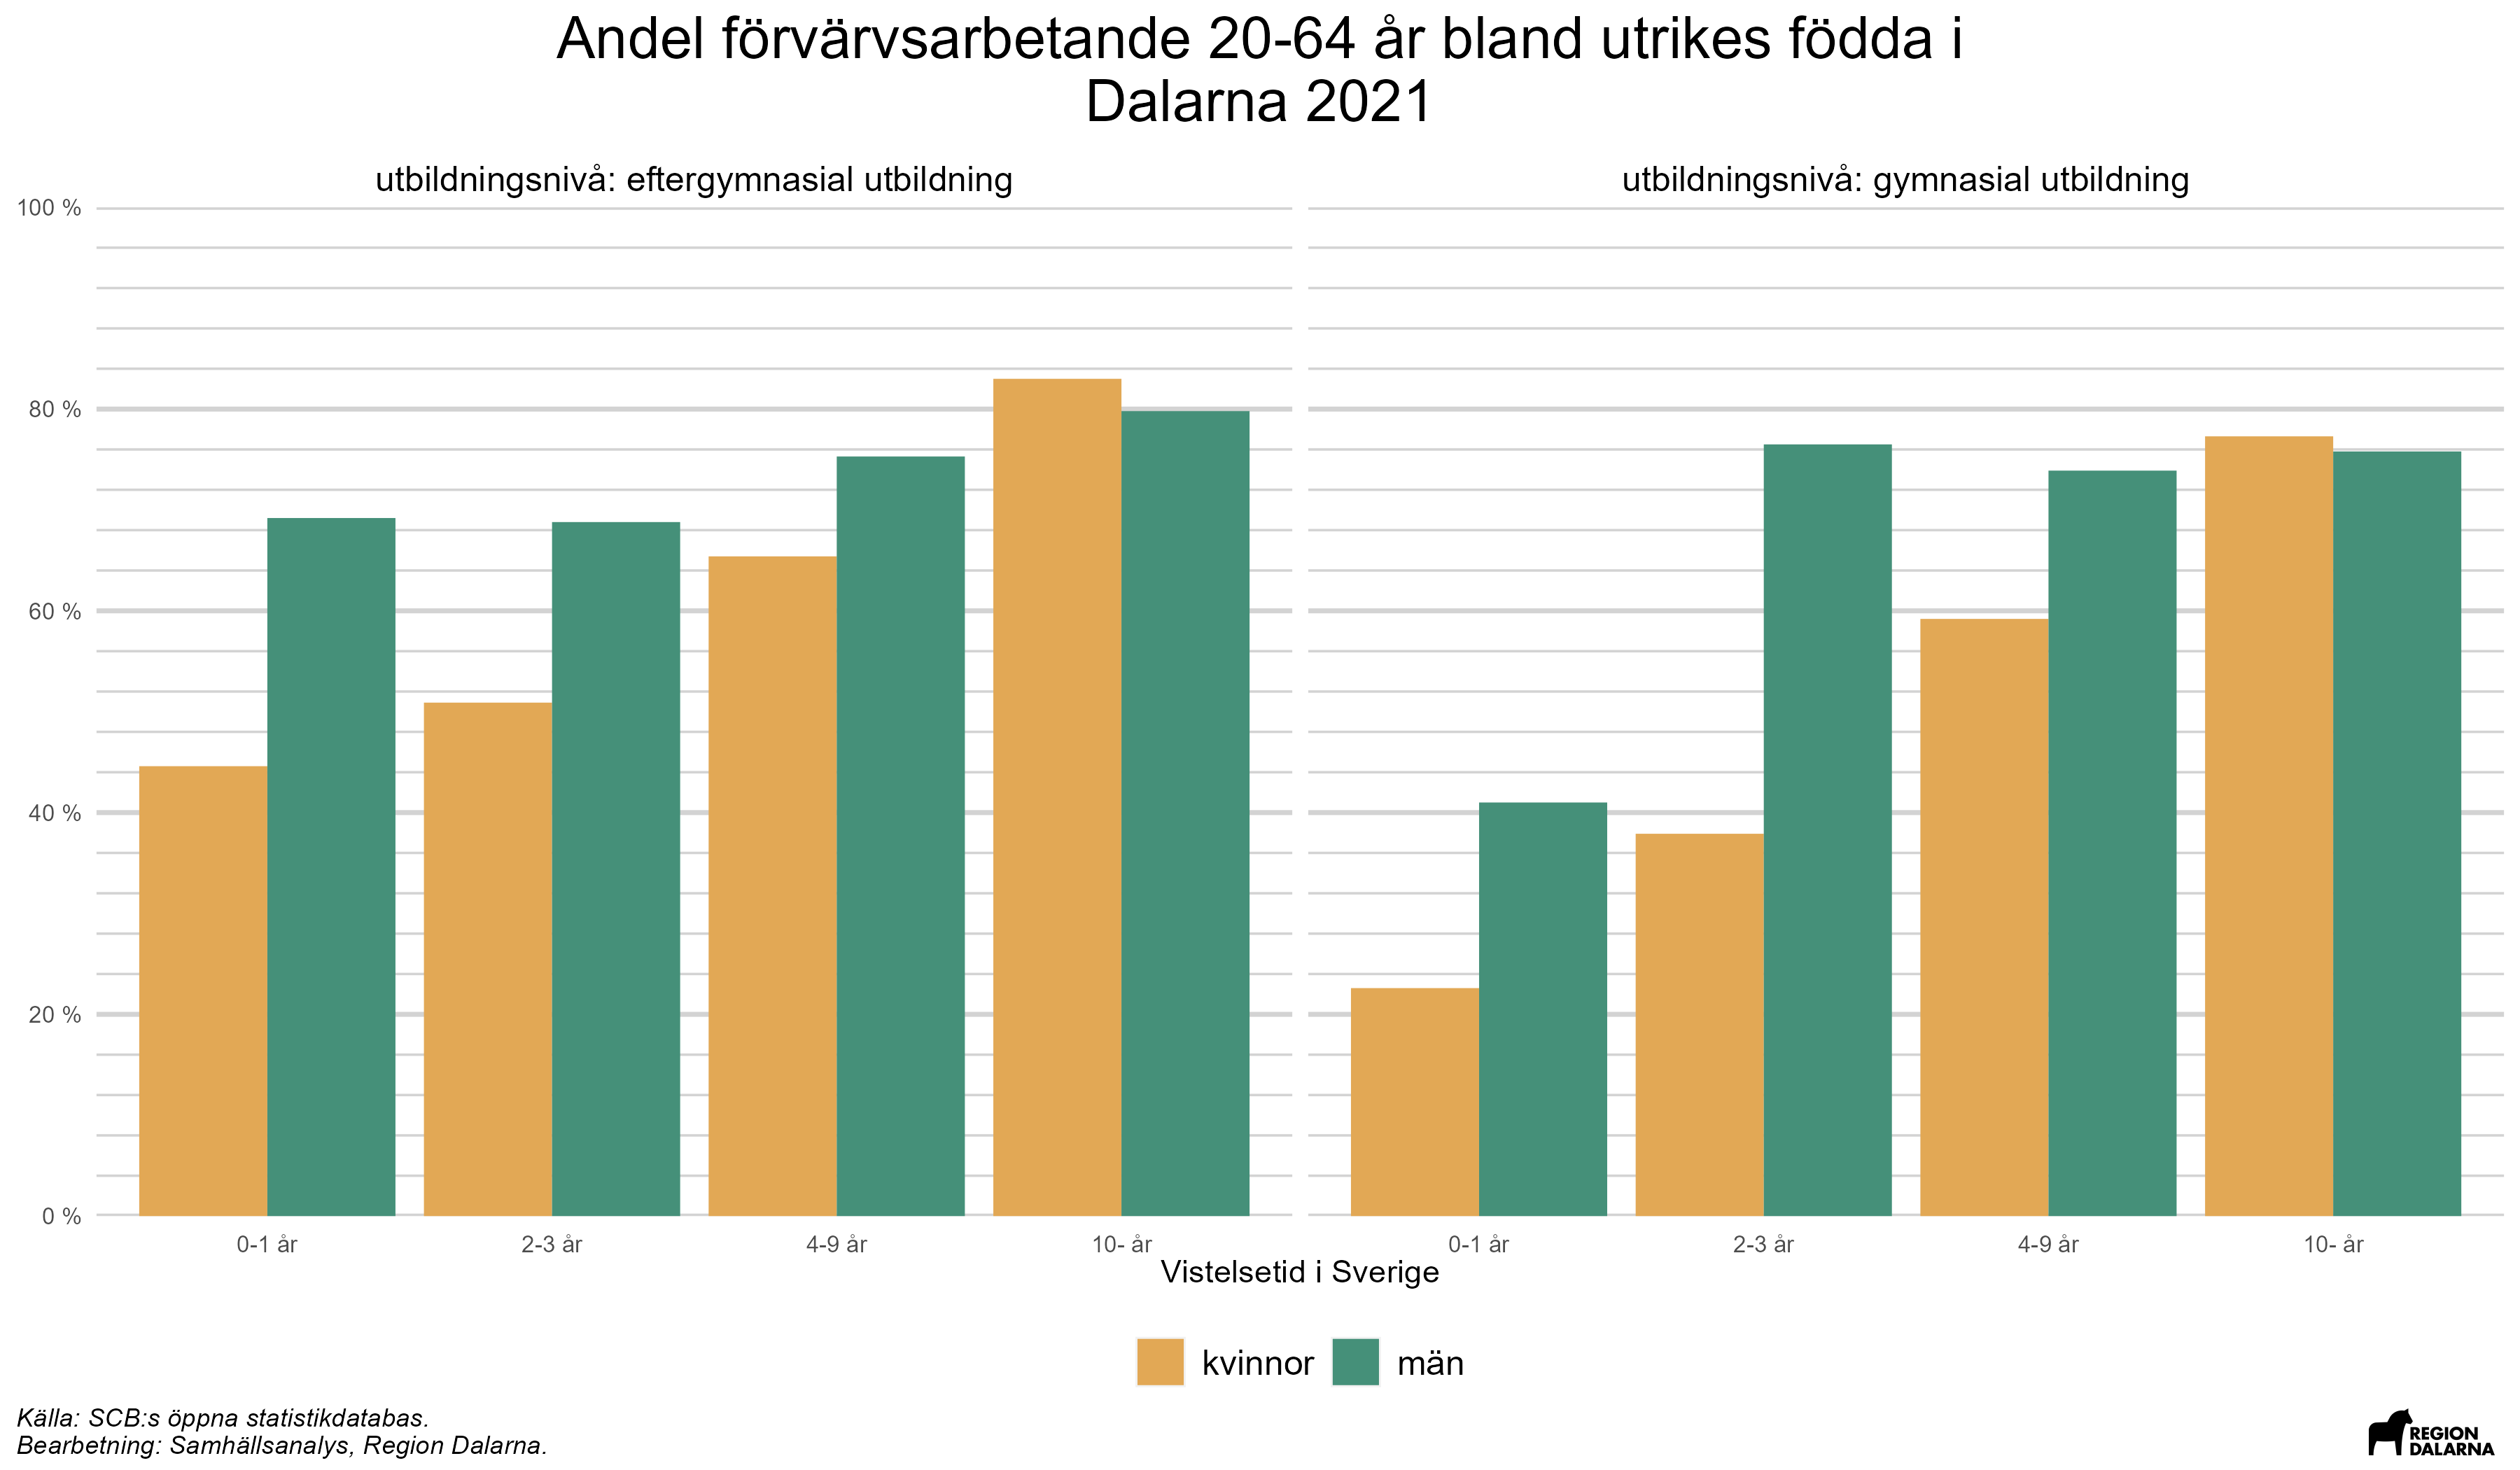 Andel förvärvsarbetande 20-64 år bland utrikes födda i
Dalarna 2021
utbildningsnivå: eftergymnasial utbildning
utbildningsnivå: gymnasial utbildning
100 %
80 %
60 %
40 %
20 %
0 %
0-1 år
2-3 år
4-9 år
10- år
0-1 år
2-3 år
4-9 år
10- år
Vistelsetid i Sverige
kvinnor
män
Källa: SCB:s öppna statistikdatabas.
Bearbetning: Samhällsanalys, Region Dalarna.
REGION
DALARNA